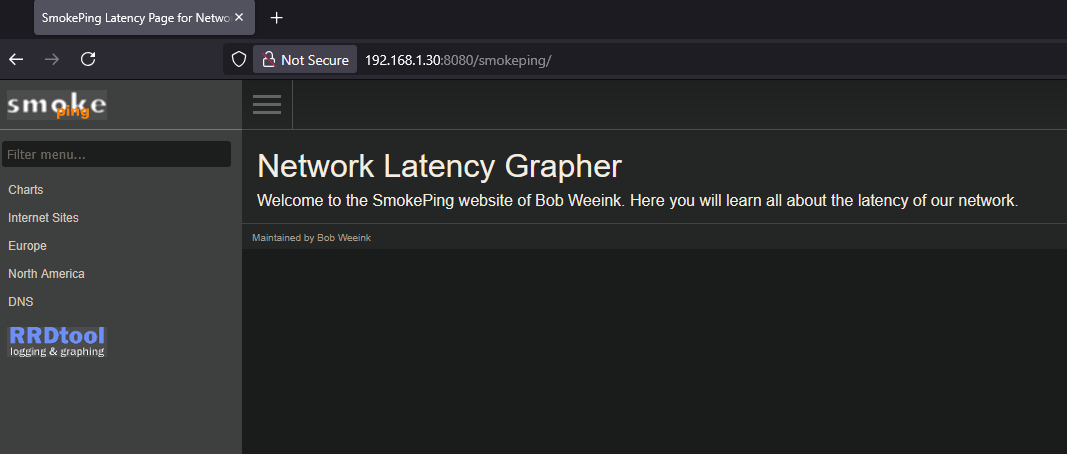 SmokePing Latency Page for Netwo
Not Secure
192.168.1.30:8080/smokeping/
smoke
ping
Filter menu...
Charts
Internet Sites
Europe
North America
DNS
RRDtool
logging & graphing
Network Latency Grapher
Welcome to the SmokePing website of Bob Weeink. Here you will learn all about the latency of our network.
Maintained by Bob Weeink